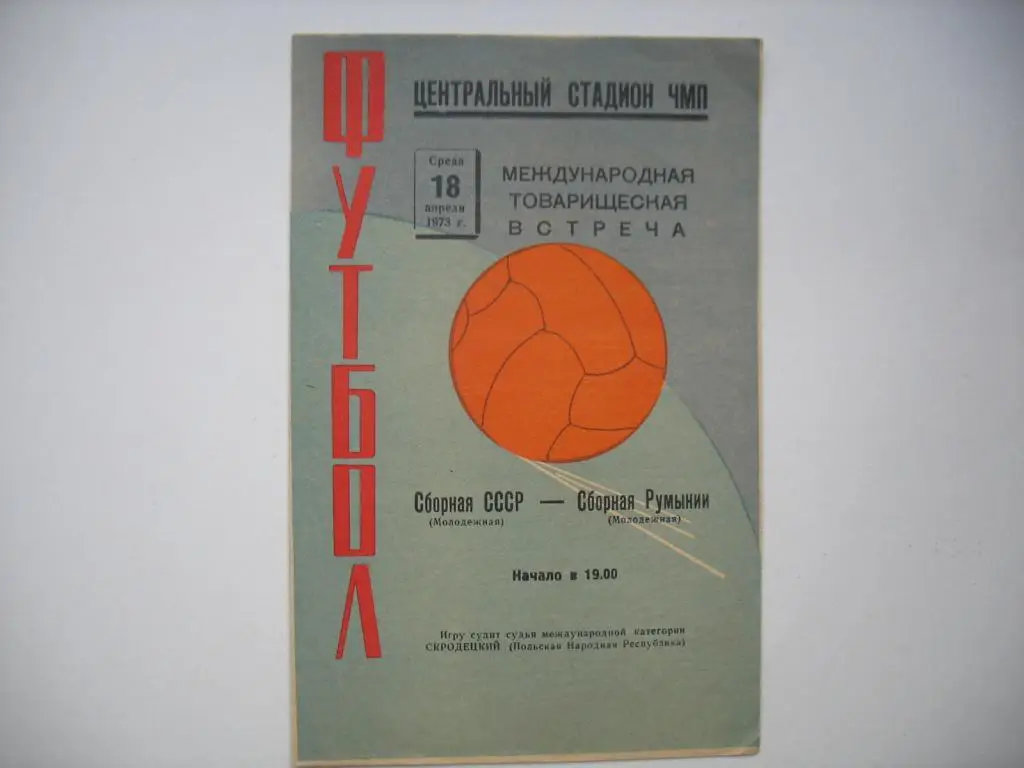 ФУТБОЛ
ЦЕНТРАЛЬНЫЙ СТАДИОН ЧМП
Среда
18
апреля
1973 г.
МЕЖДУНАРОДНАЯ
ТОВАРИЩЕСКАЯ
ВСТРЕЧА
Сборная СССР — Сборная Румынии
(Молодежная) (Молодежная)
Начало в 19.00
Игру судит судья международной категории
СКРОДЕЦКИЙ (Польская Народная Республика)